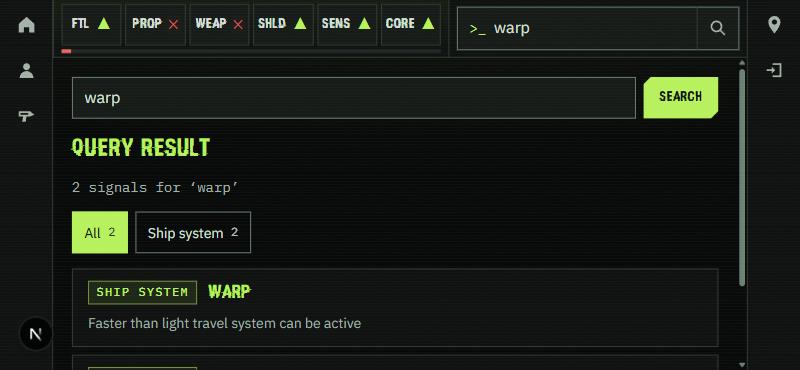 FTL PROP WEAP SHLD SENS CORE
>_ warp
warp
SEARCH
QUERY RESULT
2 signals for ‘warp’
All 2
Ship system 2
SHIP SYSTEM WARP
Faster than light travel system can be active
N